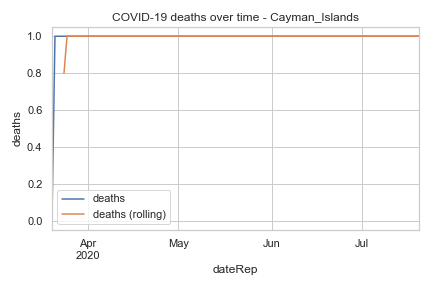 COVID-19 deaths over time - Cayman_Islands
deaths
1.0
0.8
0.6
0.4
0.2
0.0
deaths
deaths (rolling)
Apr
2020
May
Jun
Jul
dateRep